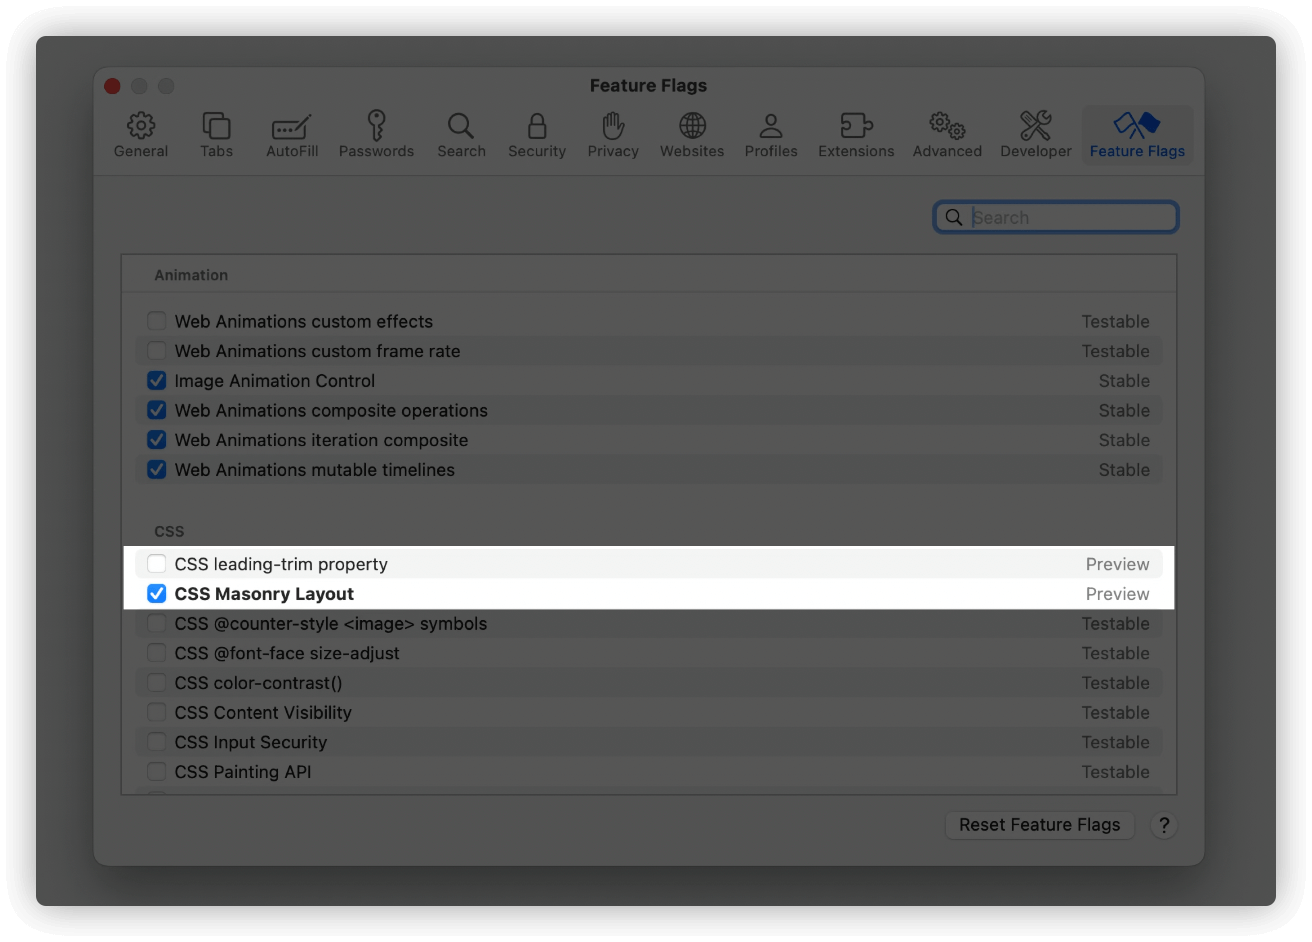 Feature Flags
General Tabs AutoFill Passwords Search Security Privacy Websites Profiles Extensions Advanced Developer Feature Flags
Search
Animation
Web Animations custom effects Testable
Web Animations custom frame rate Testable
Image Animation Control Stable
Web Animations composite operations Stable
Web Animations iteration composite Stable
Web Animations mutable timelines Stable
CSS
CSS leading-trim property Preview
CSS Masonry Layout Preview
CSS @counter-style <image> symbols Testable
CSS @font-face size-adjust Testable
CSS color-contrast() Testable
CSS Content Visibility Testable
CSS Input Security Testable
CSS Painting API Testable
Reset Feature Flags ?